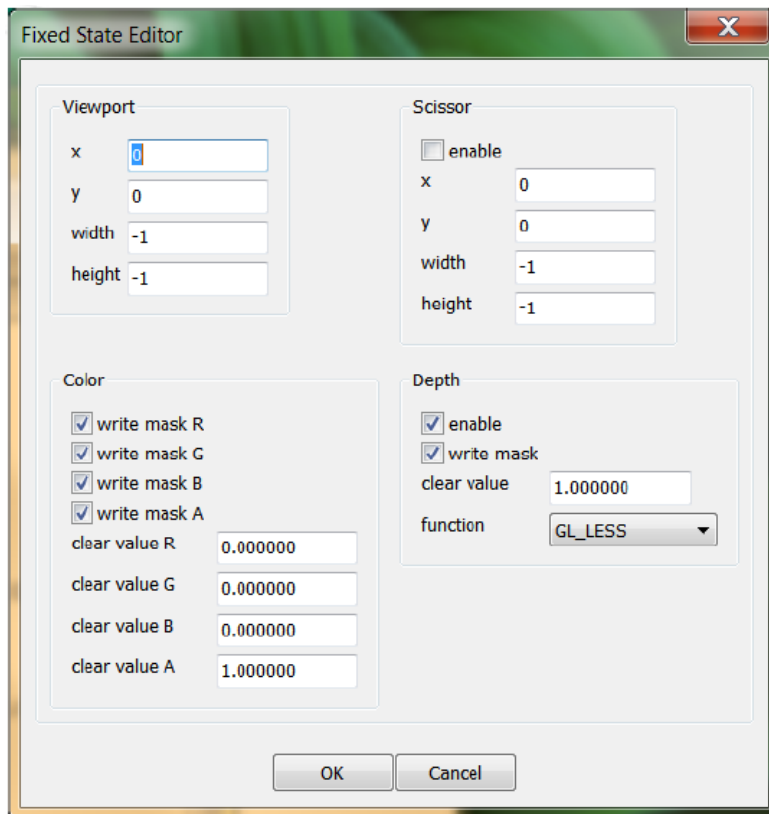 Fixed State Editor
X
Viewport
x 0
y 0
width -1
height -1
Scissor
enable
x 0
y 0
width -1
height -1
Color
write mask R
write mask G
write mask B
write mask A
clear value R 0.000000
clear value G 0.000000
clear value B 0.000000
clear value A 1.000000
Depth
enable
write mask
clear value 1.000000
function GL_LESS
OK Cancel